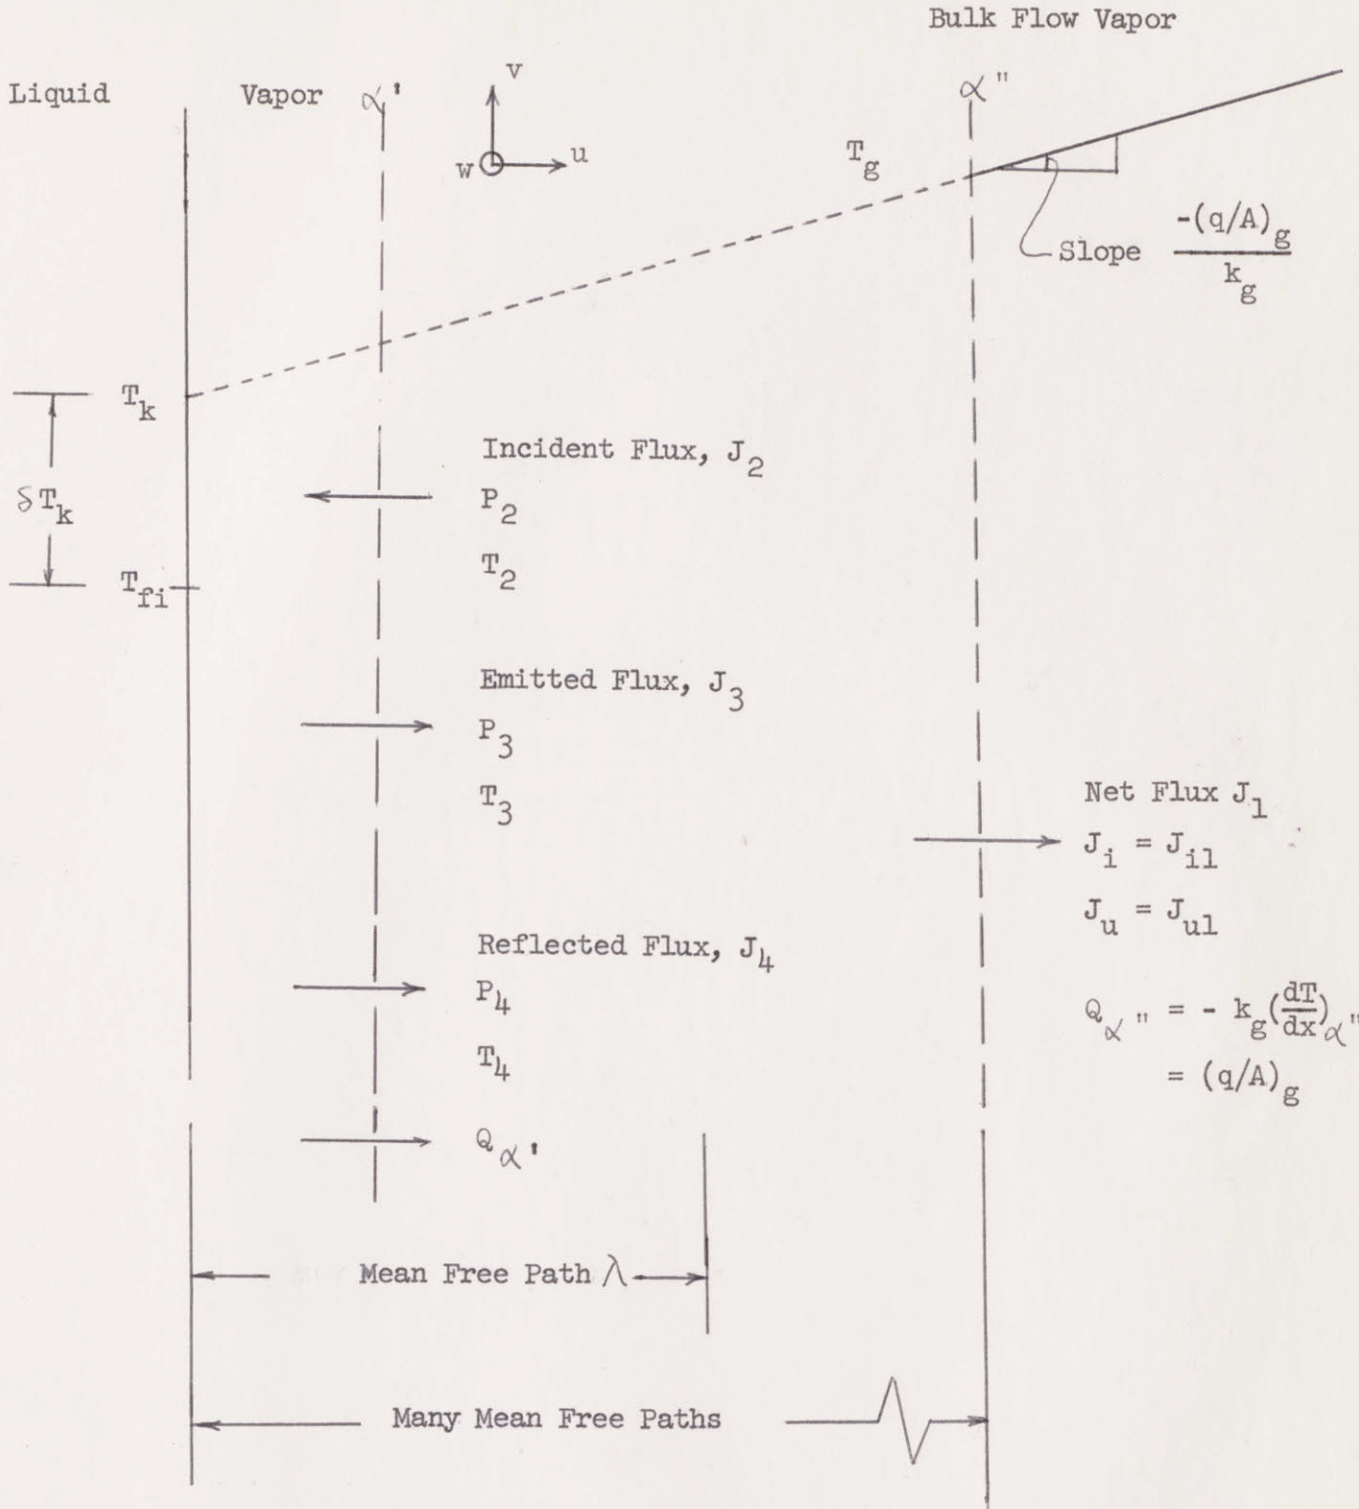 Bulk Flow Vapor
Liquid
Vapor
α'
v
u
w
α"
T_g
Slope -(q/A)_g / k_g
T_k
δT_k
T_fi
Incident Flux, J_2
P_2
T_2
Emitted Flux, J_3
P_3
T_3
Net Flux J_1
J_i = J_i1
J_u = J_u1
Reflected Flux, J_4
P_4
T_4
Q_α" = - k_g(dT/dx)_α"
= (q/A)_g
Q_α'
Mean Free Path λ
Many Mean Free Paths